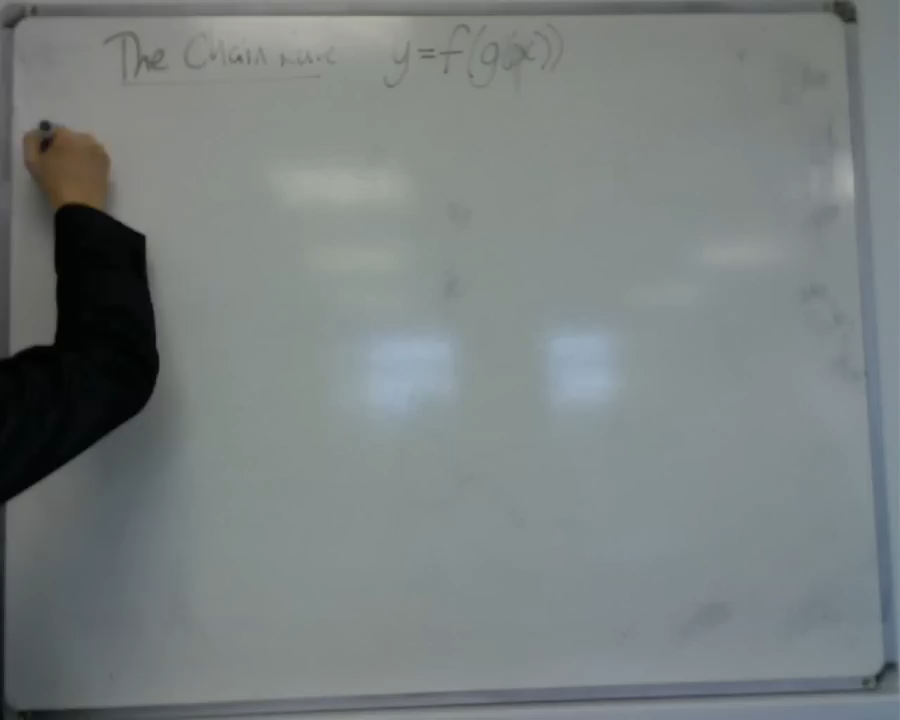 The Chain rule y=f(g(x))